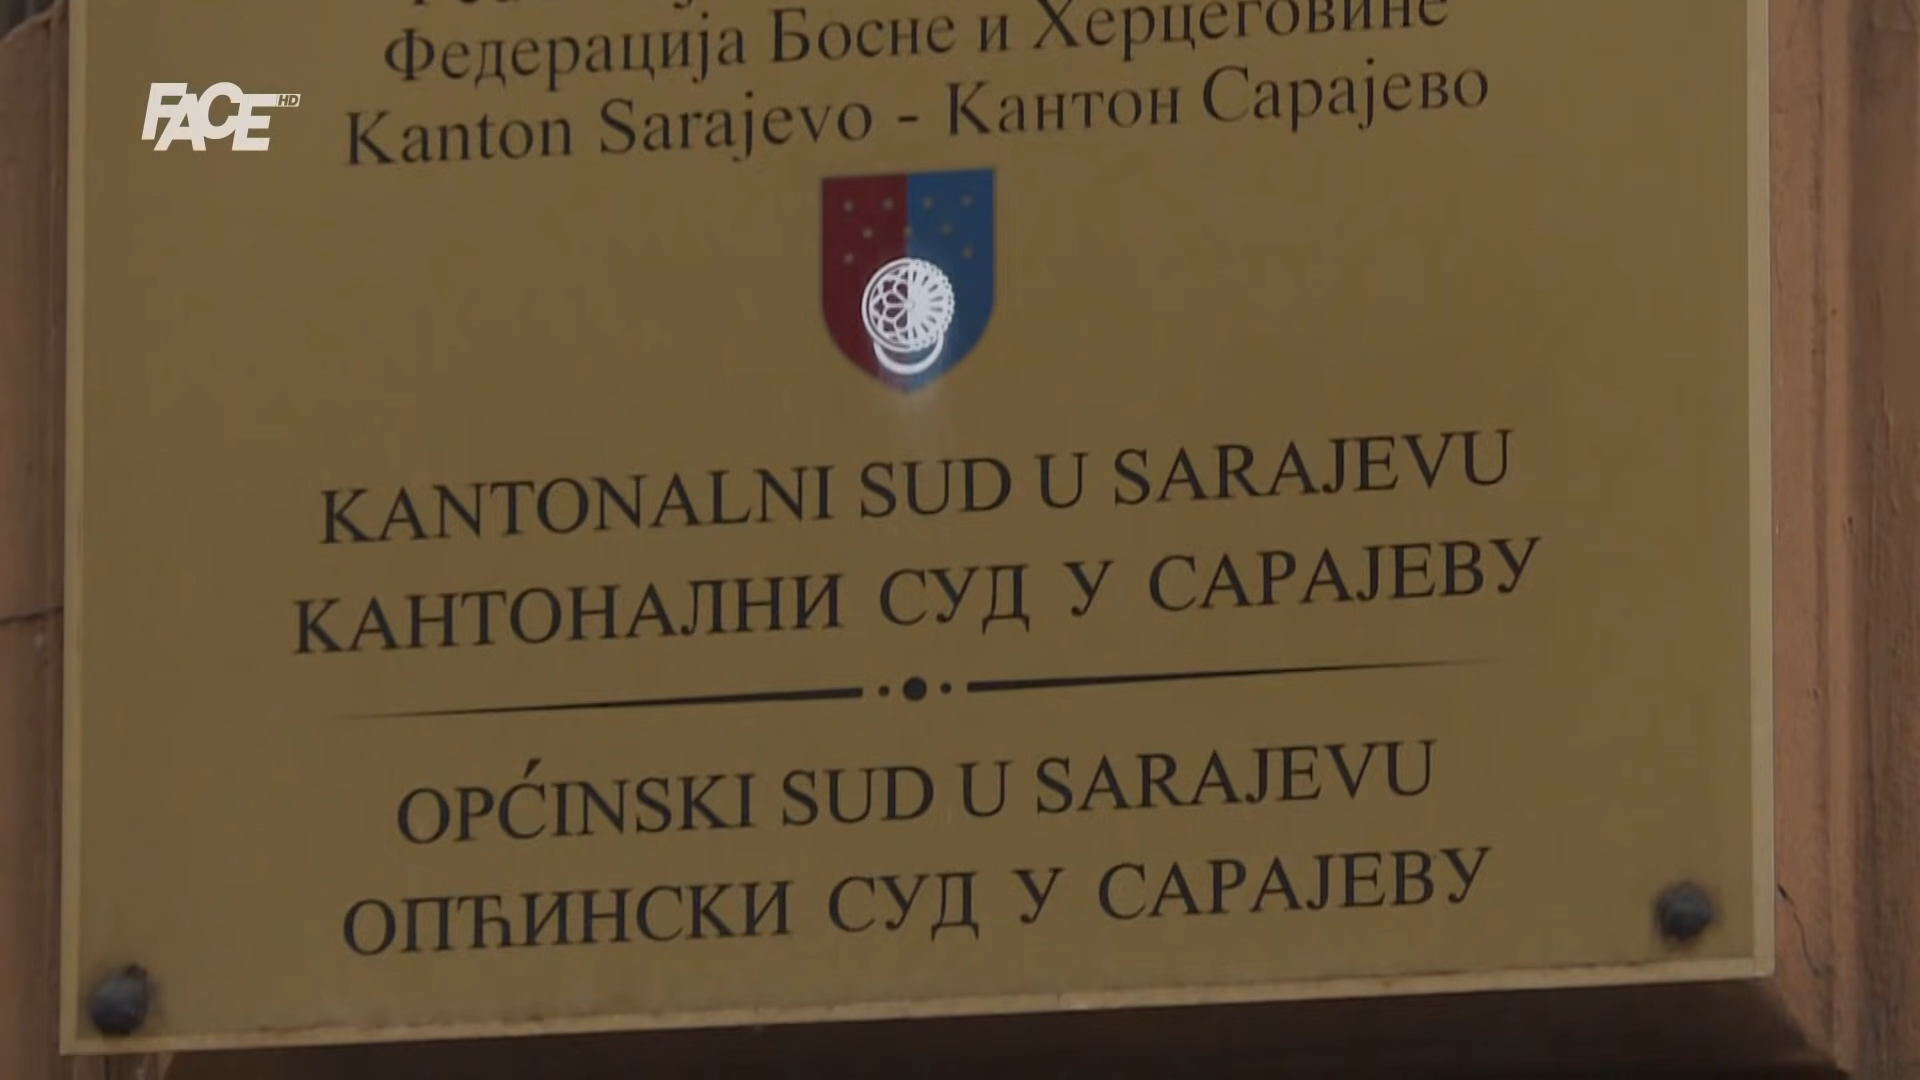 Федерација Босне и Херцеговине
FACE HD
Kanton Sarajevo - Кантон Сарајево
KANTONALNI SUD U SARAJEVU
КАНТОНАЛНИ СУД У САРАЈЕВУ
OPĆINSKI SUD U SARAJEVU
ОПЋИНСКИ СУД У САРАЈЕВУ